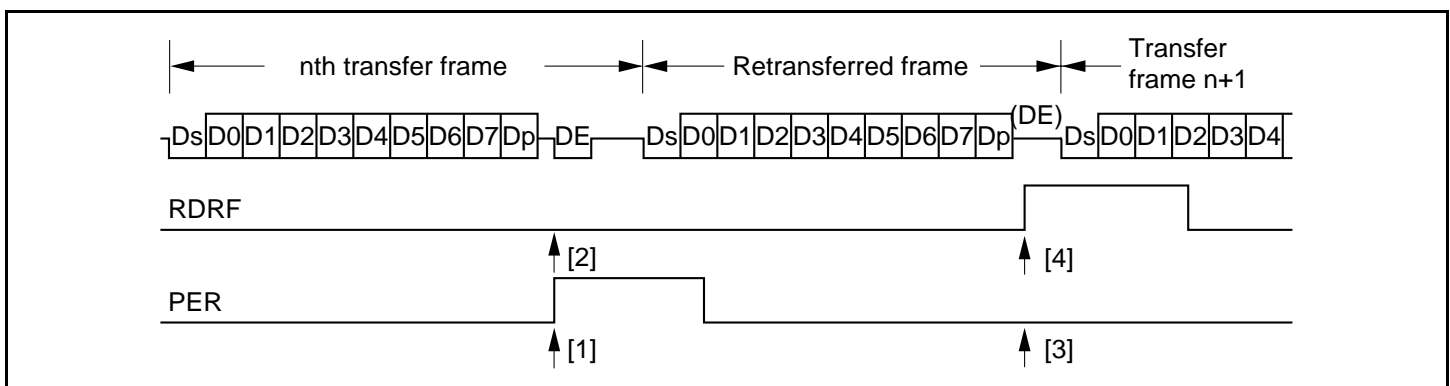 nth transfer frame
Retransferred frame
Transfer
frame n+1
Ds D0 D1 D2 D3 D4 D5 D6 D7 Dp DE Ds D0 D1 D2 D3 D4 D5 D6 D7 Dp (DE) Ds D0 D1 D2 D3 D4
RDRF
[2] [4]
PER
[1] [3]